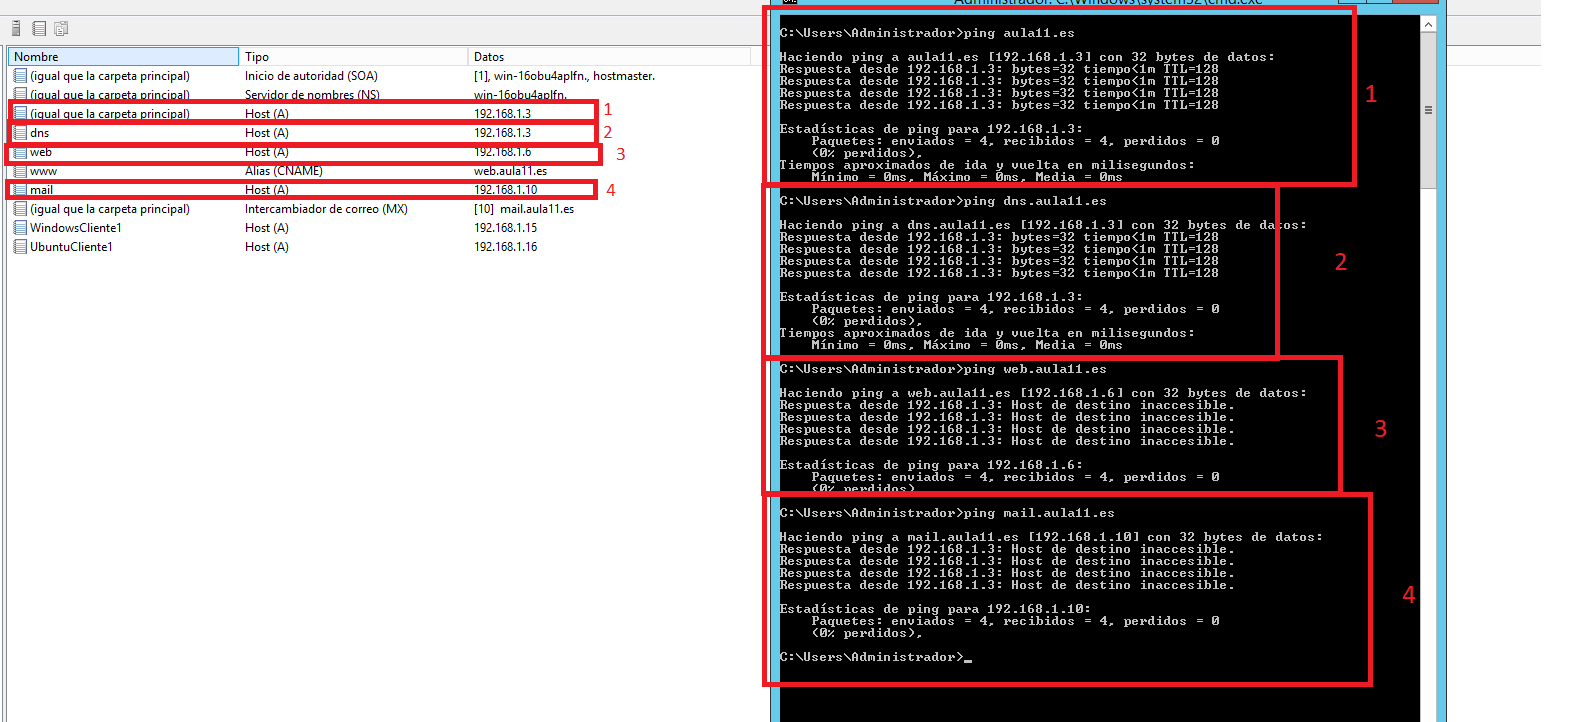 Nombre Tipo Datos
(igual que la carpeta principal) Inicio de autoridad (SOA) [1], win-16obu4aplfn., hostmaster.
(igual que la carpeta principal) Servidor de nombres (NS) win-16obu4aplfn.
(igual que la carpeta principal) Host (A) 192.168.1.3 1
dns Host (A) 192.168.1.3 2
web Host (A) 192.168.1.6 3
www Alias (CNAME) web.aula11.es
mail Host (A) 192.168.1.10 4
(igual que la carpeta principal) Intercambiador de correo (MX) [10] mail.aula11.es
WindowsCliente1 Host (A) 192.168.1.15
UbuntuCliente1 Host (A) 192.168.1.16
Administrador: C:\Windows\system32\cmd.exe
C:\Users\Administrador>ping aula11.es
Haciendo ping a aula11.es [192.168.1.3] con 32 bytes de datos:
Respuesta desde 192.168.1.3: bytes=32 tiempo<1m TTL=128
Respuesta desde 192.168.1.3: bytes=32 tiempo<1m TTL=128
Respuesta desde 192.168.1.3: bytes=32 tiempo<1m TTL=128
Respuesta desde 192.168.1.3: bytes=32 tiempo<1m TTL=128
1
Estadísticas de ping para 192.168.1.3:
Paquetes: enviados = 4, recibidos = 4, perdidos = 0
(0% perdidos),
Tiempos aproximados de ida y vuelta en milisegundos:
Mínimo = 0ms, Máximo = 0ms, Media = 0ms
C:\Users\Administrador>ping dns.aula11.es
Haciendo ping a dns.aula11.es [192.168.1.3] con 32 bytes de datos:
Respuesta desde 192.168.1.3: bytes=32 tiempo<1m TTL=128
Respuesta desde 192.168.1.3: bytes=32 tiempo<1m TTL=128
Respuesta desde 192.168.1.3: bytes=32 tiempo<1m TTL=128
Respuesta desde 192.168.1.3: bytes=32 tiempo<1m TTL=128
2
Estadísticas de ping para 192.168.1.3:
Paquetes: enviados = 4, recibidos = 4, perdidos = 0
(0% perdidos),
Tiempos aproximados de ida y vuelta en milisegundos:
Mínimo = 0ms, Máximo = 0ms, Media = 0ms
C:\Users\Administrador>ping web.aula11.es
Haciendo ping a web.aula11.es [192.168.1.6] con 32 bytes de datos:
Respuesta desde 192.168.1.3: Host de destino inaccesible.
Respuesta desde 192.168.1.3: Host de destino inaccesible.
Respuesta desde 192.168.1.3: Host de destino inaccesible.
Respuesta desde 192.168.1.3: Host de destino inaccesible.
3
Estadísticas de ping para 192.168.1.6:
Paquetes: enviados = 4, recibidos = 4, perdidos = 0
(0% perdidos),
C:\Users\Administrador>ping mail.aula11.es
Haciendo ping a mail.aula11.es [192.168.1.10] con 32 bytes de datos:
Respuesta desde 192.168.1.3: Host de destino inaccesible.
Respuesta desde 192.168.1.3: Host de destino inaccesible.
Respuesta desde 192.168.1.3: Host de destino inaccesible.
Respuesta desde 192.168.1.3: Host de destino inaccesible.
4
Estadísticas de ping para 192.168.1.10:
Paquetes: enviados = 4, recibidos = 4, perdidos = 0
(0% perdidos),
C:\Users\Administrador>_